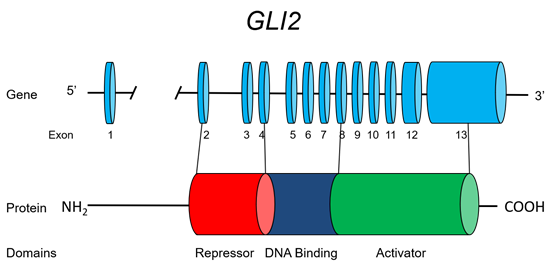 GLI2
Gene 5’ 3’
Exon 1 2 3 4 5 6 7 8 9 10 11 12 13
Protein NH2 COOH
Domains Repressor DNA Binding Activator